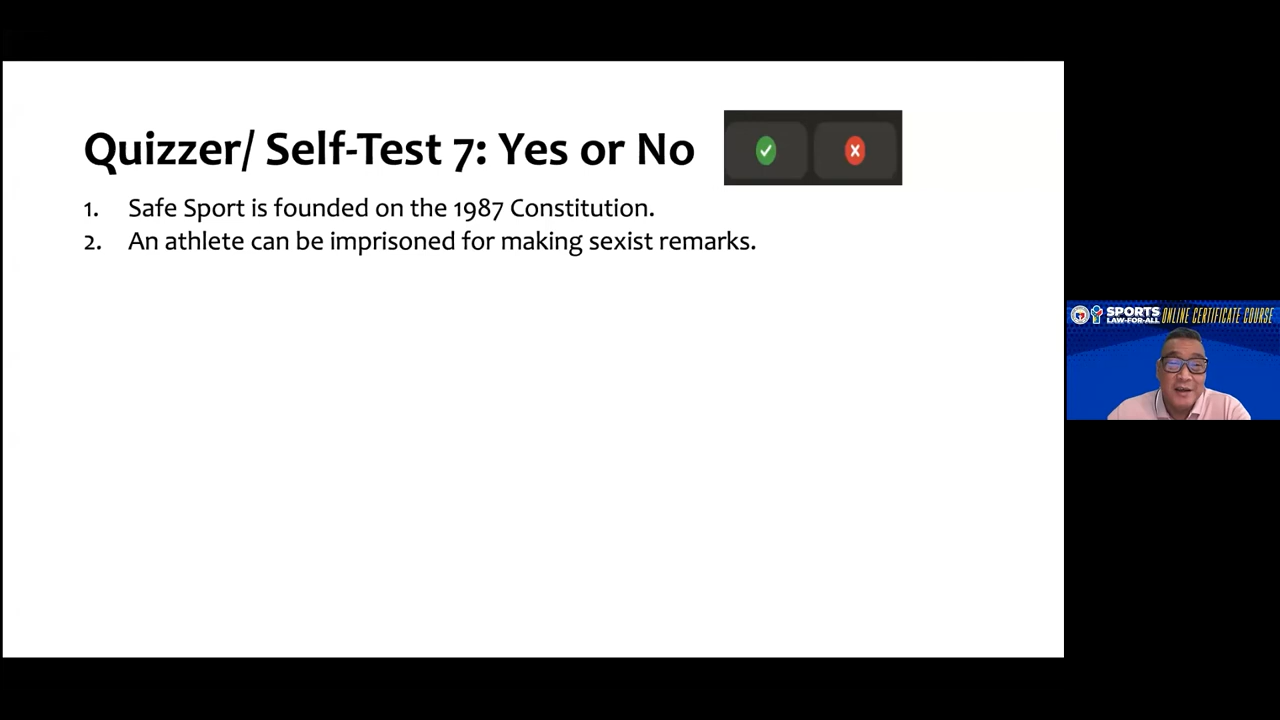 Quizzer/ Self-Test 7: Yes or No
1. Safe Sport is founded on the 1987 Constitution.
2. An athlete can be imprisoned for making sexist remarks.
SPORTS ONLINE CERTIFICATE COURSE
LAW-FOR-ALL